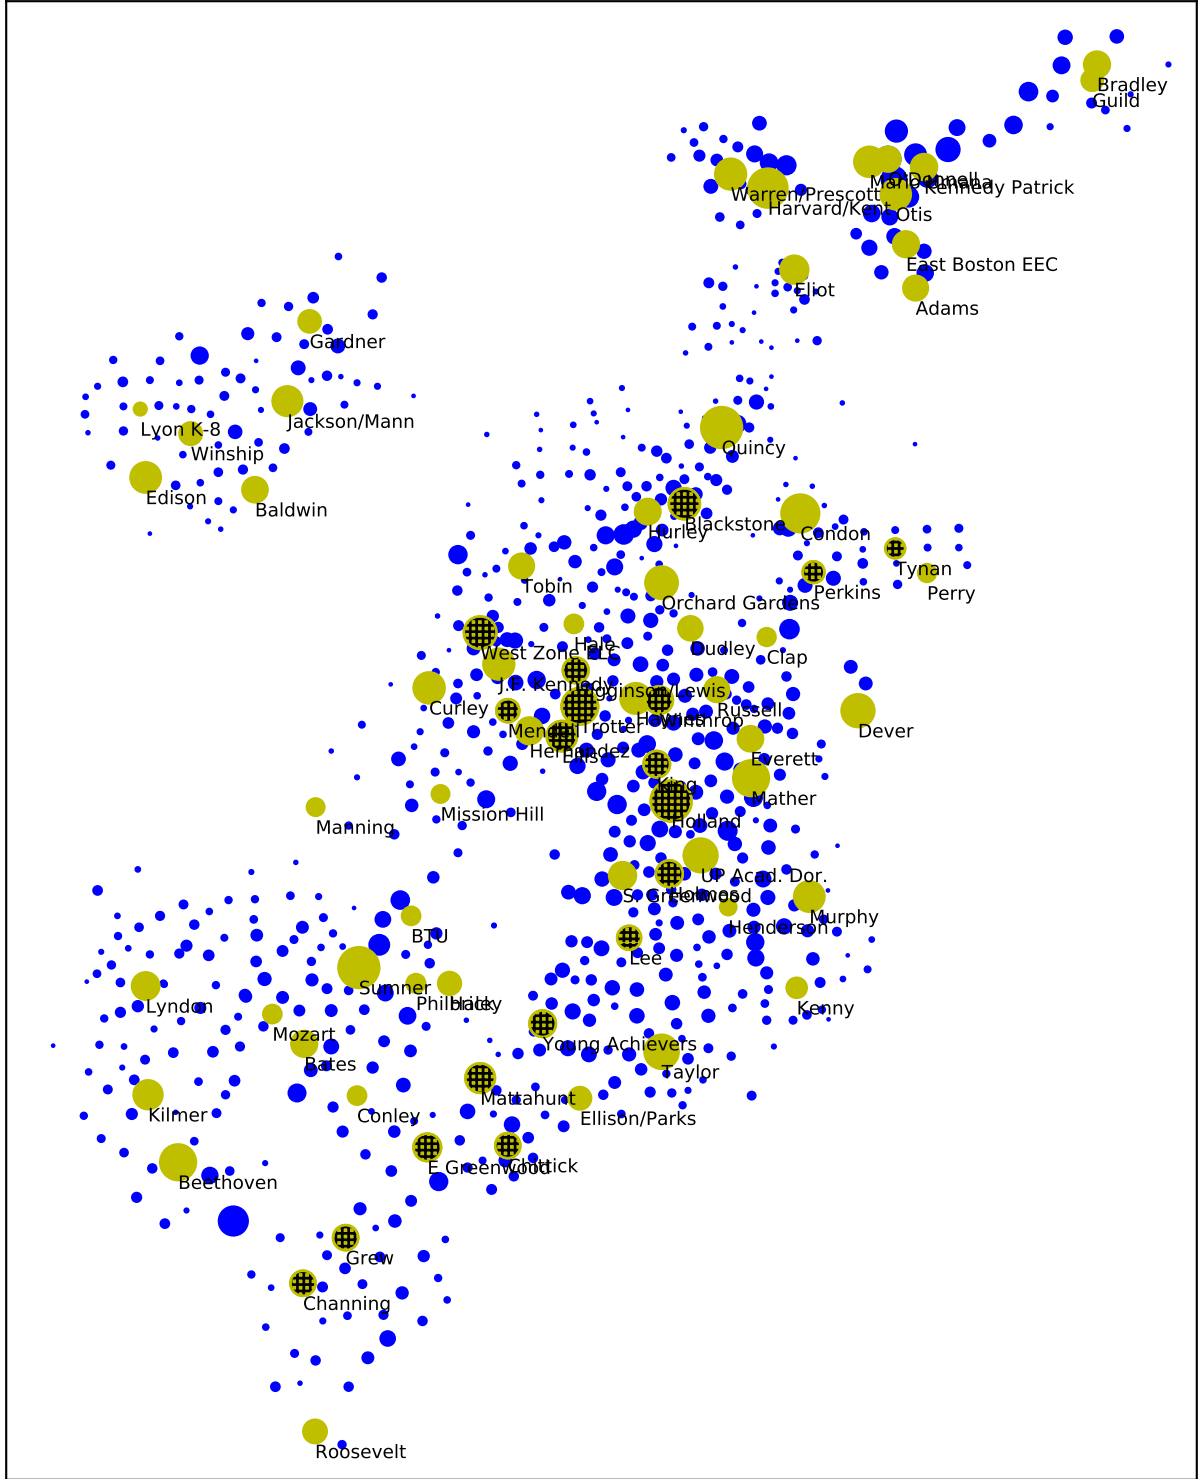 Bradley
Guild
O'Donnell
Mario Umana
Kennedy Patrick
Warren/Prescott
Harvard/Kent
Otis
East Boston EEC
Eliot
Adams
Gardner
Jackson/Mann
Lyon K-8
Winship
Quincy
Edison
Baldwin
Blackstone
Hurley
Condon
Tynan
Tobin
Perkins
Perry
Orchard Gardens
Hale
Dudley
West Zone ELC
Clap
J.F. Kennedy
Higginson/Lewis
Curley
Russell
Haynes
Winthrop
Trotter
Mendell
Dever
Hernandez
Ellis
Everett
King
Mather
Mission Hill
Holland
Manning
UP Acad. Dor.
S. Greenwood
Holmes
Murphy
Henderson
BTU
Lee
Sumner
Philbrick
Haley
Lyndon
Kenny
Mozart
Young Achievers
Bates
Taylor
Mattahunt
Kilmer
Conley
Ellison/Parks
E Greenwood
Chittick
Beethoven
Grew
Channing
Roosevelt